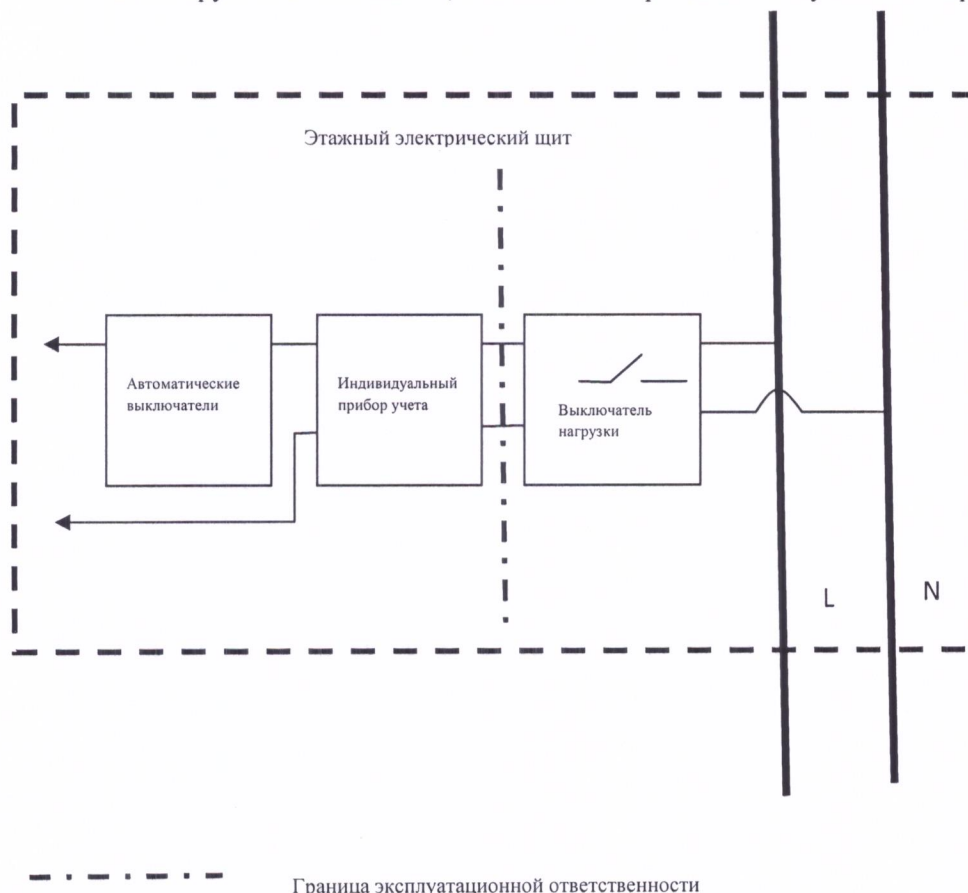 Этажный электрический щит
Автоматические
выключатели
Индивидуальный
прибор учета
Выключатель
нагрузки
L
N
Граница эксплуатационной ответственности